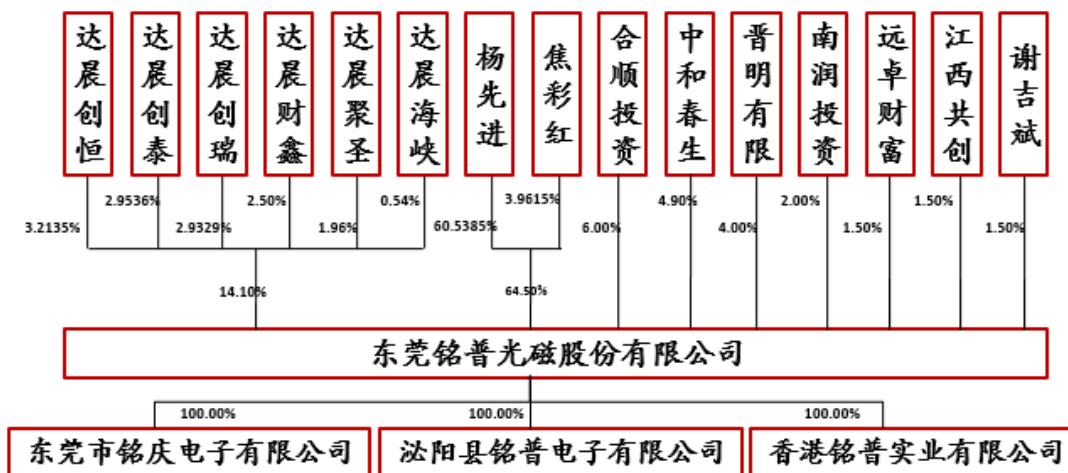 达晨创恒
达晨创泰
达晨创瑞
达晨财鑫
达晨聚圣
达晨海峡
杨先进
焦彩红
合顺投资
中和春生
晋明有限
南润投资
远卓财富
江西共创
谢吉斌
3.2135%
2.9536%
2.9329%
2.50%
1.96%
0.54%
60.5385%
3.9615%
6.00%
4.90%
4.00%
2.00%
1.50%
1.50%
1.50%
14.10%
64.50%
东莞铭普光磁股份有限公司
100.00%
100.00%
100.00%
东莞市铭庆电子有限公司
泌阳县铭普电子有限公司
香港铭普实业有限公司